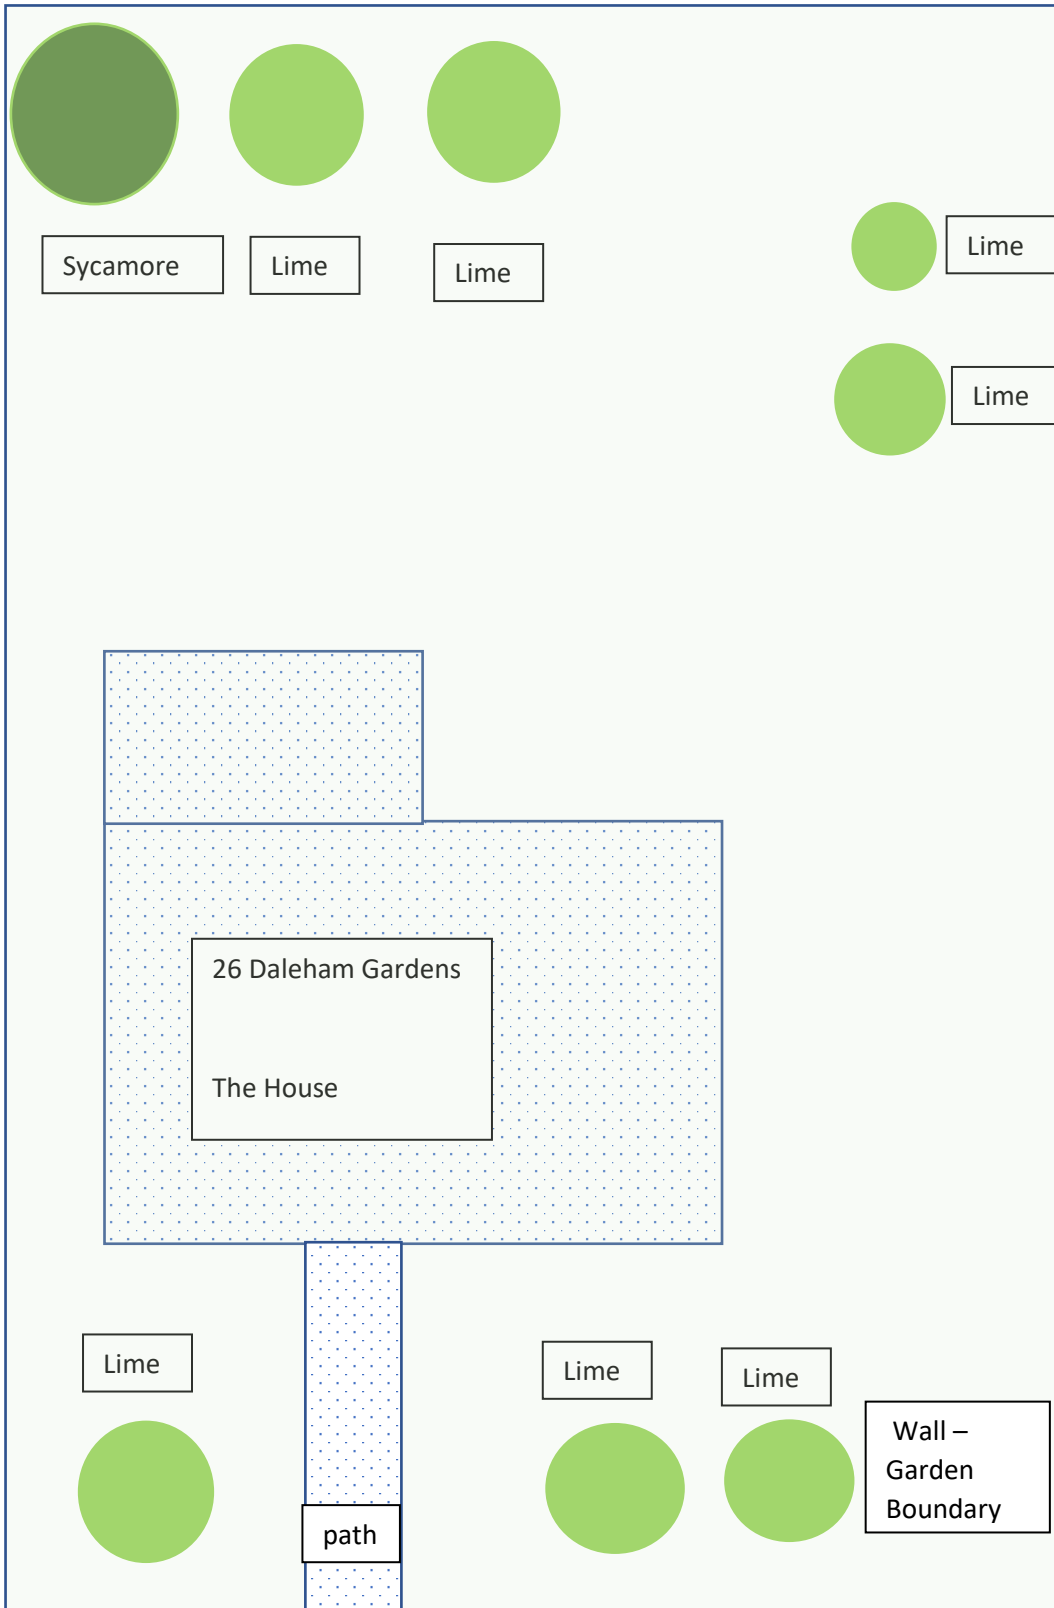 Sycamore
Lime
Lime
Lime
Lime
26 Daleham Gardens
The House
Lime
Lime
Lime
Wall –
Garden
Boundary
path